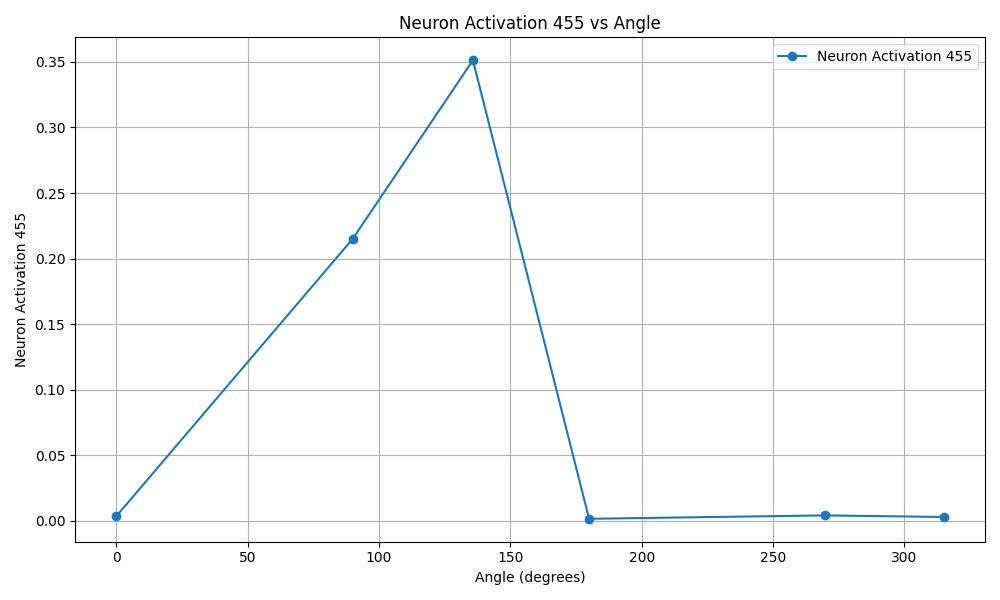 Neuron Activation 455 vs Angle
Neuron Activation 455
0.35
0.30
0.25
0.20
0.15
0.10
0.05
0.00
Neuron Activation 455
0 50 100 150 200 250 300
Angle (degrees)